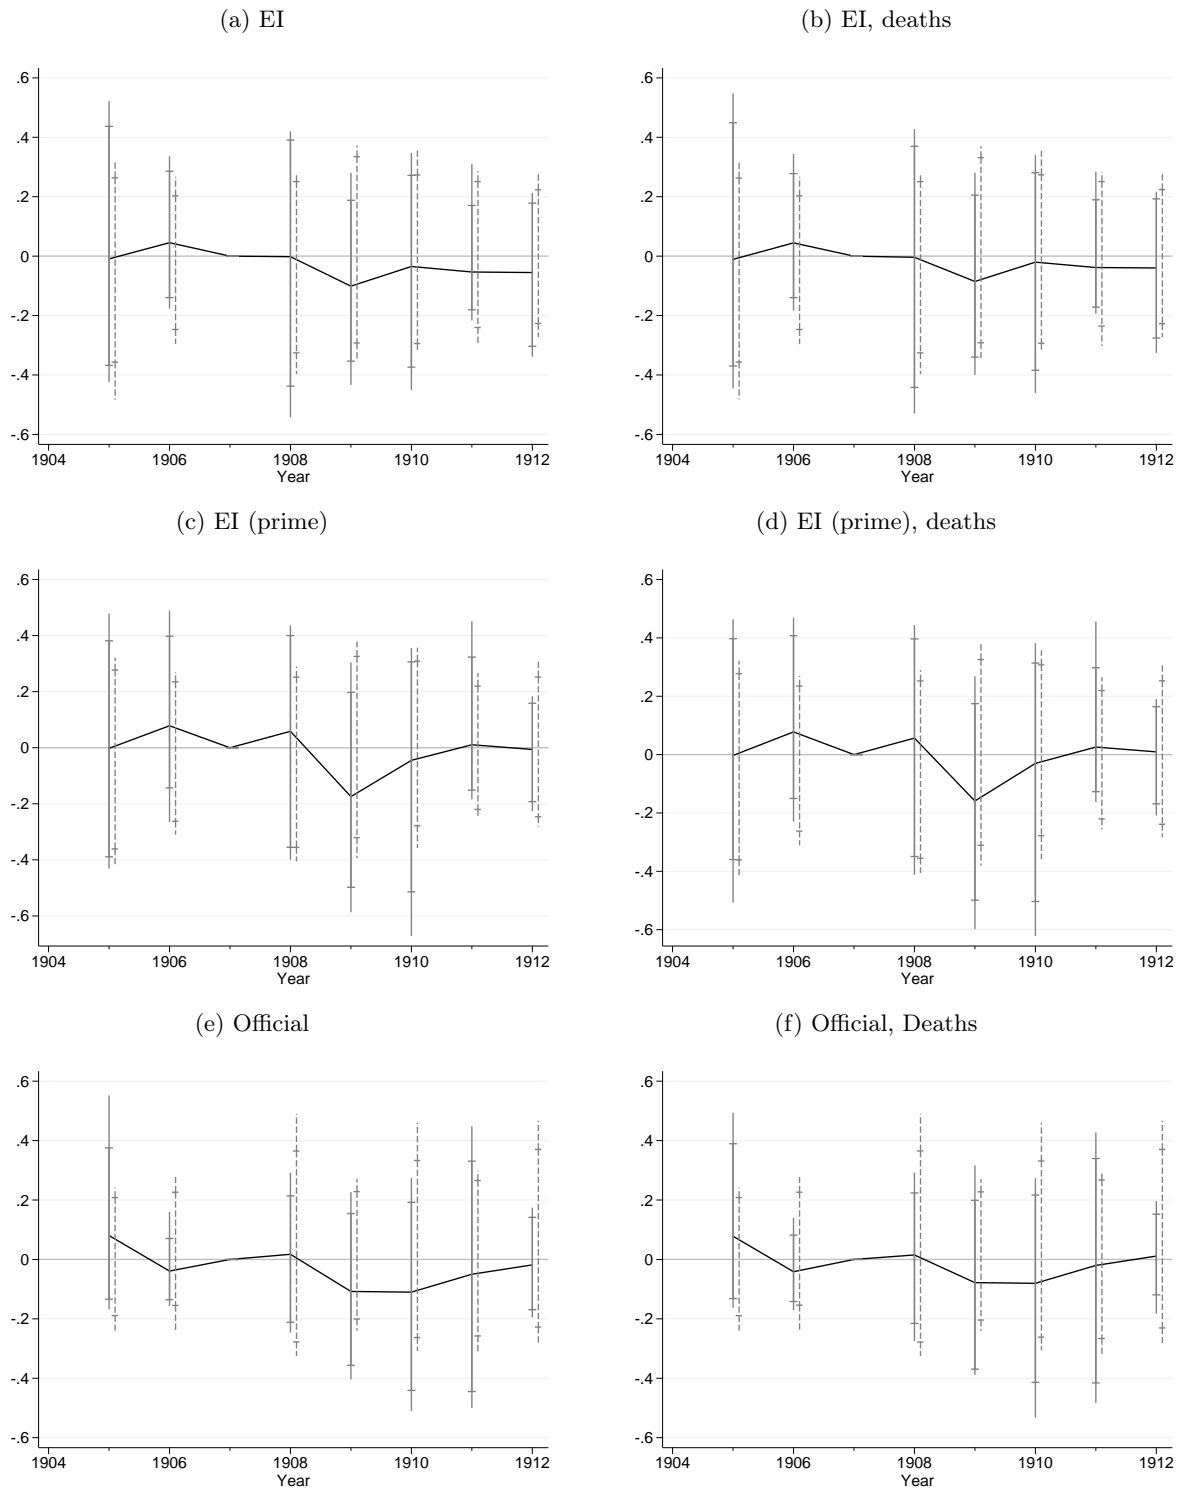 (a) EI
(b) EI, deaths
.6
.4
.2
0
-.2
-.4
-.6
1904 1906 1908 1910 1912
Year
.6
.4
.2
0
-.2
-.4
-.6
1904 1906 1908 1910 1912
Year
(c) EI (prime)
(d) EI (prime), deaths
.6
.4
.2
0
-.2
-.4
-.6
1904 1906 1908 1910 1912
Year
.6
.4
.2
0
-.2
-.4
-.6
1904 1906 1908 1910 1912
Year
(e) Official
(f) Official, Deaths
.6
.4
.2
0
-.2
-.4
-.6
1904 1906 1908 1910 1912
Year
.6
.4
.2
0
-.2
-.4
-.6
1904 1906 1908 1910 1912
Year